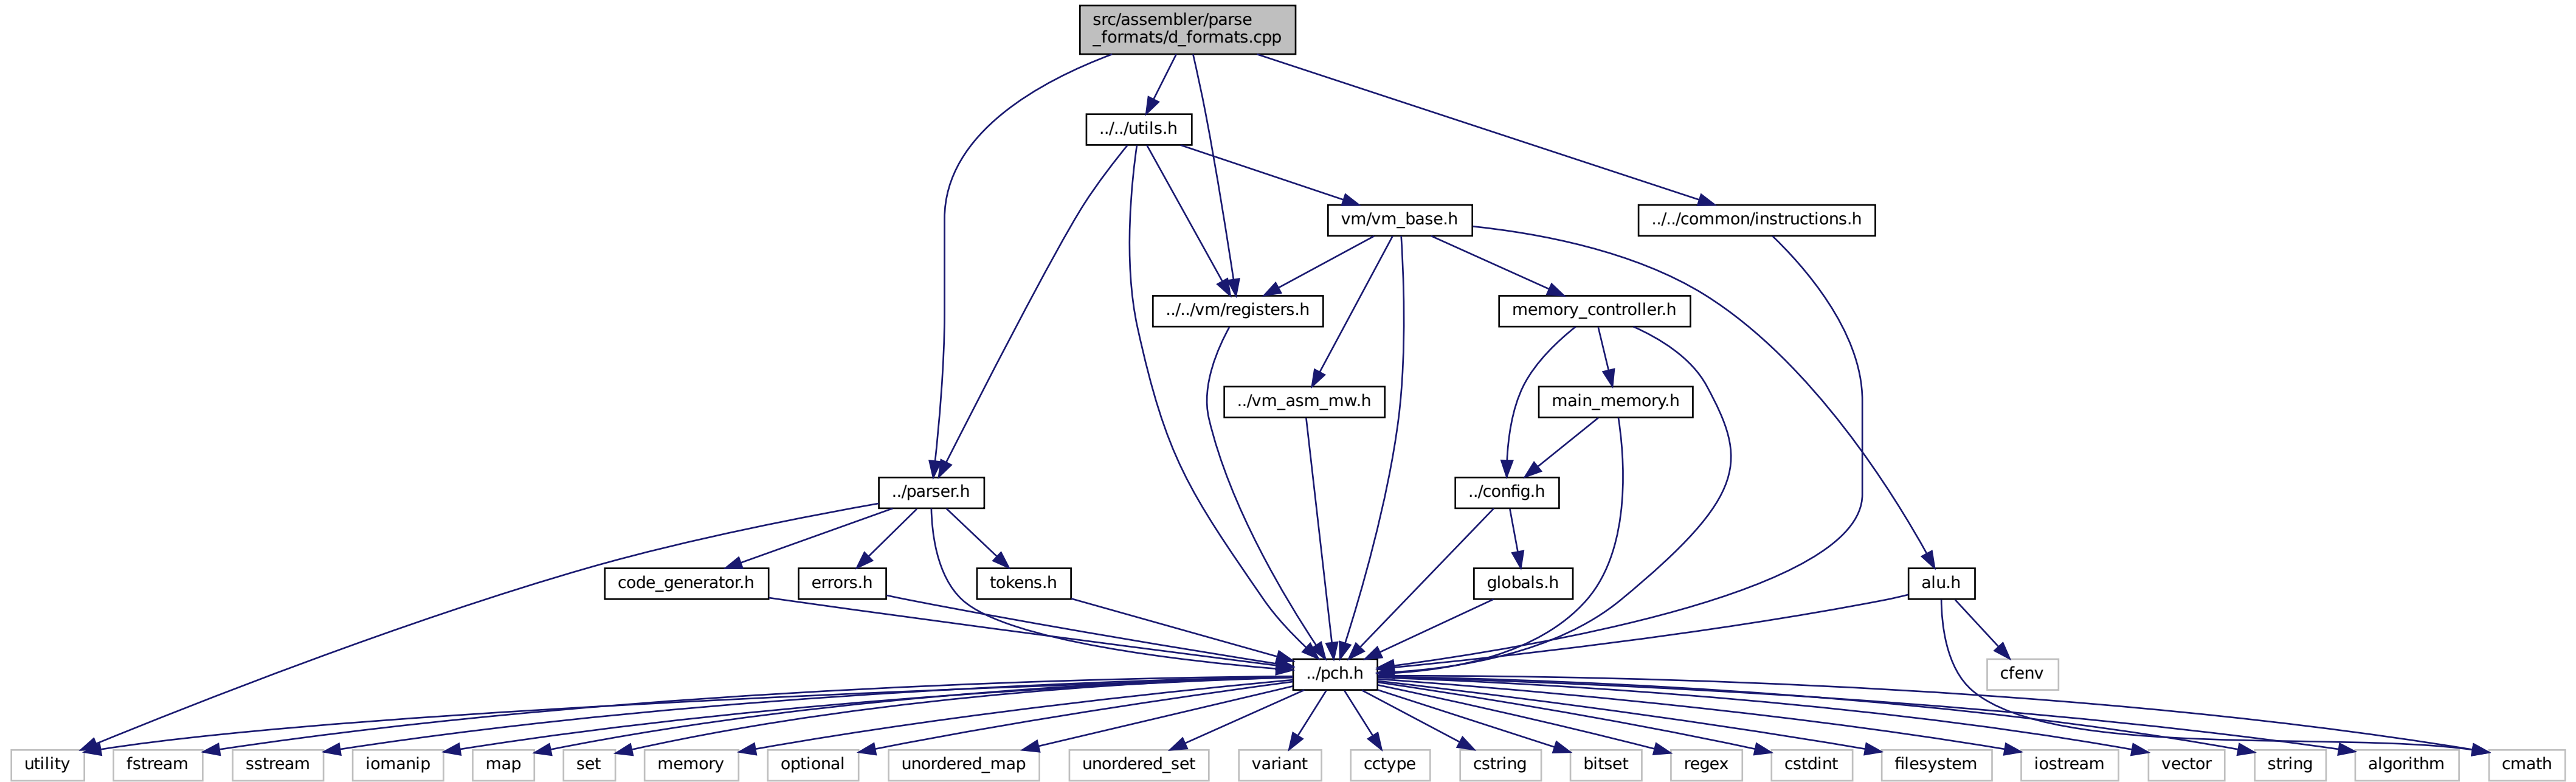 src/assembler/parse
_formats/d_formats.cpp
../../utils.h
vm/vm_base.h
../../common/instructions.h
../../vm/registers.h
memory_controller.h
../vm_asm_mw.h
main_memory.h
../parser.h
../config.h
code_generator.h
errors.h
tokens.h
globals.h
alu.h
../pch.h
cfenv
utility
fstream
sstream
iomanip
map
set
memory
optional
unordered_map
unordered_set
variant
cctype
cstring
bitset
regex
cstdint
filesystem
iostream
vector
string
algorithm
cmath